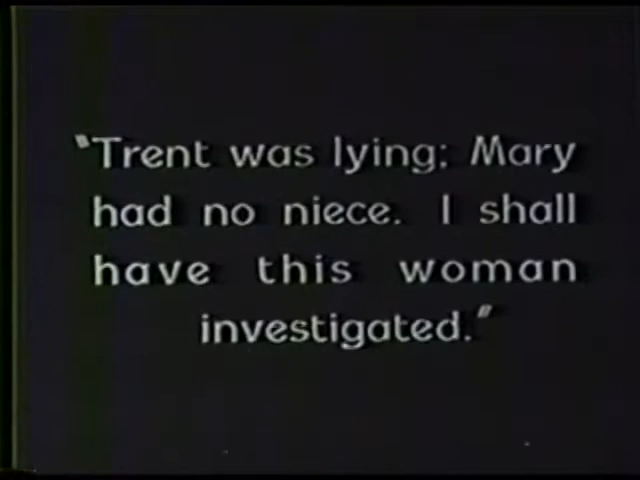 "Trent was lying; Mary
had no niece. I shall
have this woman
investigated."